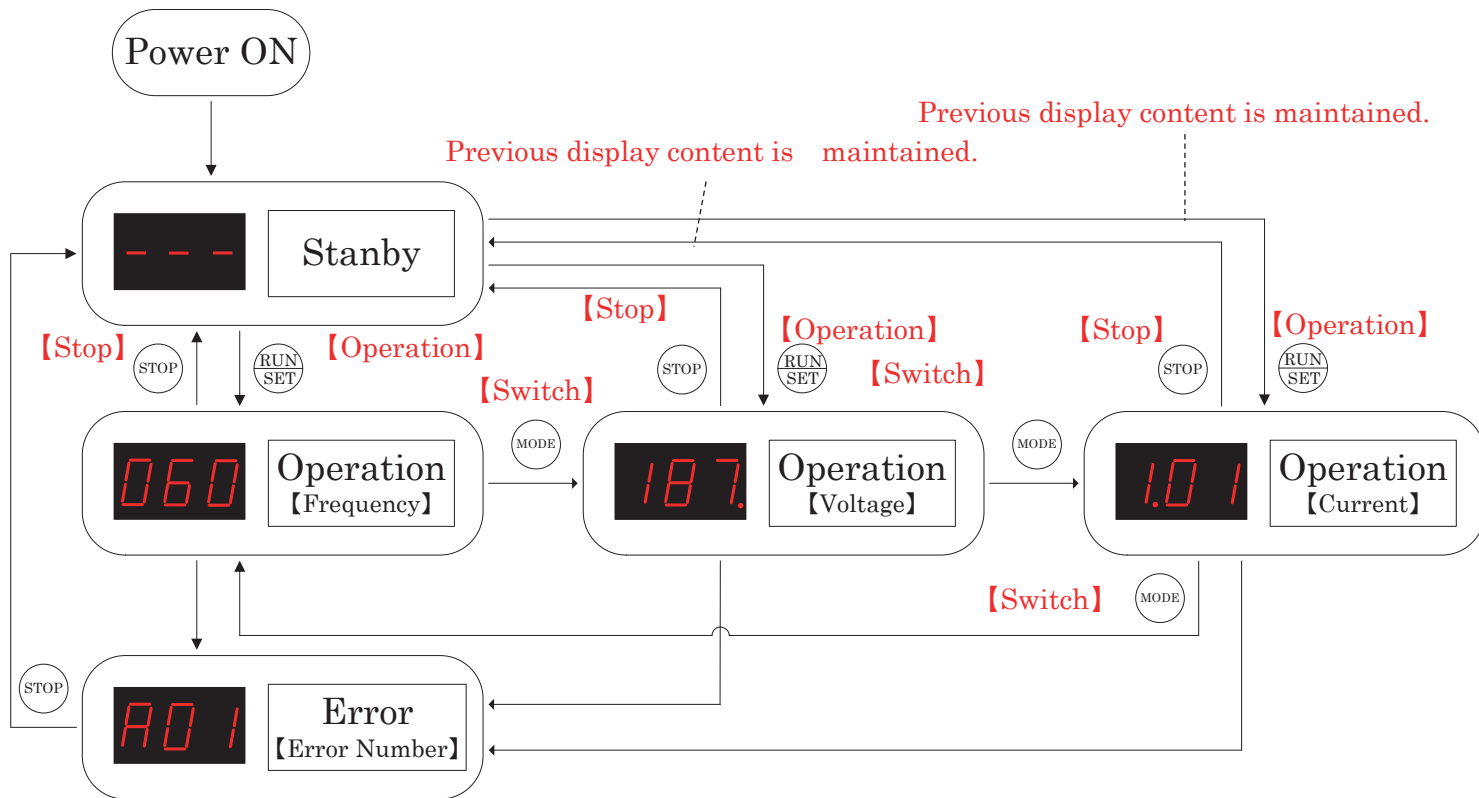 Power ON
Previous display content is maintained.
Previous display content is maintained.
---
Stanby
【Stop】
STOP
RUN
SET
【Operation】
【Stop】
STOP
【Operation】
RUN
SET
【Switch】
【Stop】
STOP
【Operation】
RUN
SET
【Switch】
MODE
MODE
060
Operation
【Frequency】
187.
Operation
【Voltage】
1.01
Operation
【Current】
【Switch】
MODE
STOP
A01
Error
【Error Number】